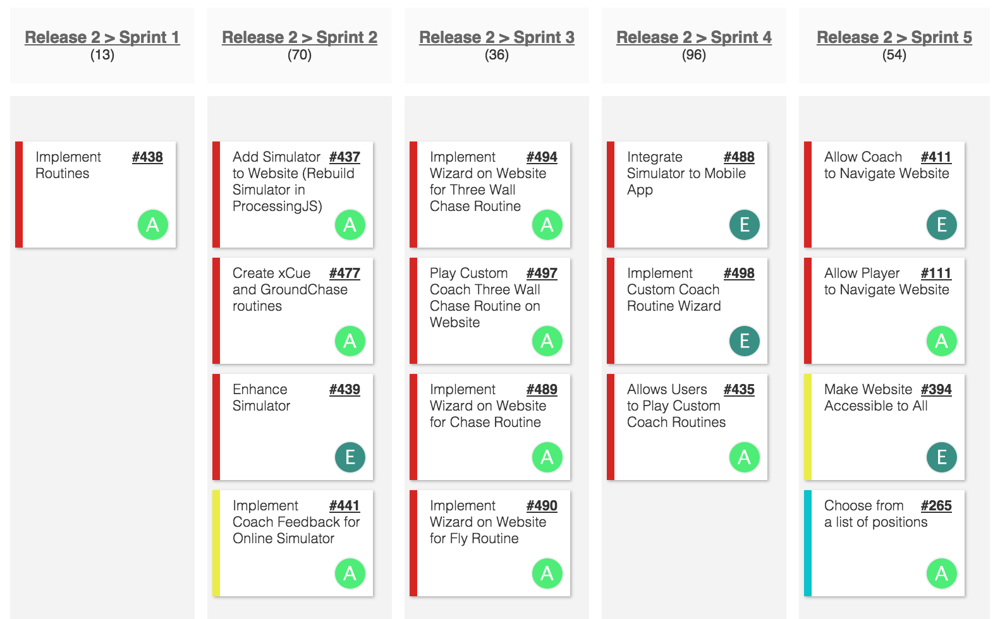 Release 2 > Sprint 1
(13)
Implement #438
Routines
A
Release 2 > Sprint 2
(70)
Add Simulator #437
to Website (Rebuild
Simulator in
ProcessingJS)
A
Create xCue #477
and GroundChase
routines
A
Enhance #439
Simulator
E
Implement #441
Coach Feedback for
Online Simulator
A
Release 2 > Sprint 3
(36)
Implement #494
Wizard on Website
for Three Wall
Chase Routine
A
Play Custom #497
Coach Three Wall
Chase Routine on
Website
A
Implement #489
Wizard on Website
for Chase Routine
A
Implement #490
Wizard on Website
for Fly Routine
A
Release 2 > Sprint 4
(96)
Integrate #488
Simulator to Mobile
App
E
Implement #498
Custom Coach
Routine Wizard
E
Allows Users #435
to Play Custom
Coach Routines
A
Release 2 > Sprint 5
(54)
Allow Coach #411
to Navigate Website
E
Allow Player #111
to Navigate Website
A
Make Website #394
Accessible to All
E
Choose from #265
a list of positions
A